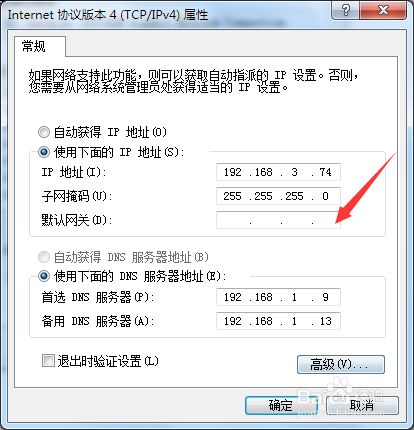 Internet 协议版本 4 (TCP/IPv4) 属性
常规
如果网络支持此功能，则可以获取自动指派的 IP 设置。否则，
您需要从网络系统管理员处获得适当的 IP 设置。
自动获得 IP 地址(O)
使用下面的 IP 地址(S):
IP 地址(I): 192 .168 . 3 . 74
子网掩码(U): 255 .255 .255 . 0
默认网关(D): . . .
自动获得 DNS 服务器地址(B)
使用下面的 DNS 服务器地址(E):
首选 DNS 服务器(P): 192 .168 . 1 . 9
备用 DNS 服务器(A): 192 .168 . 1 . 13
退出时验证设置(L)
高级(V)...
确定 取消